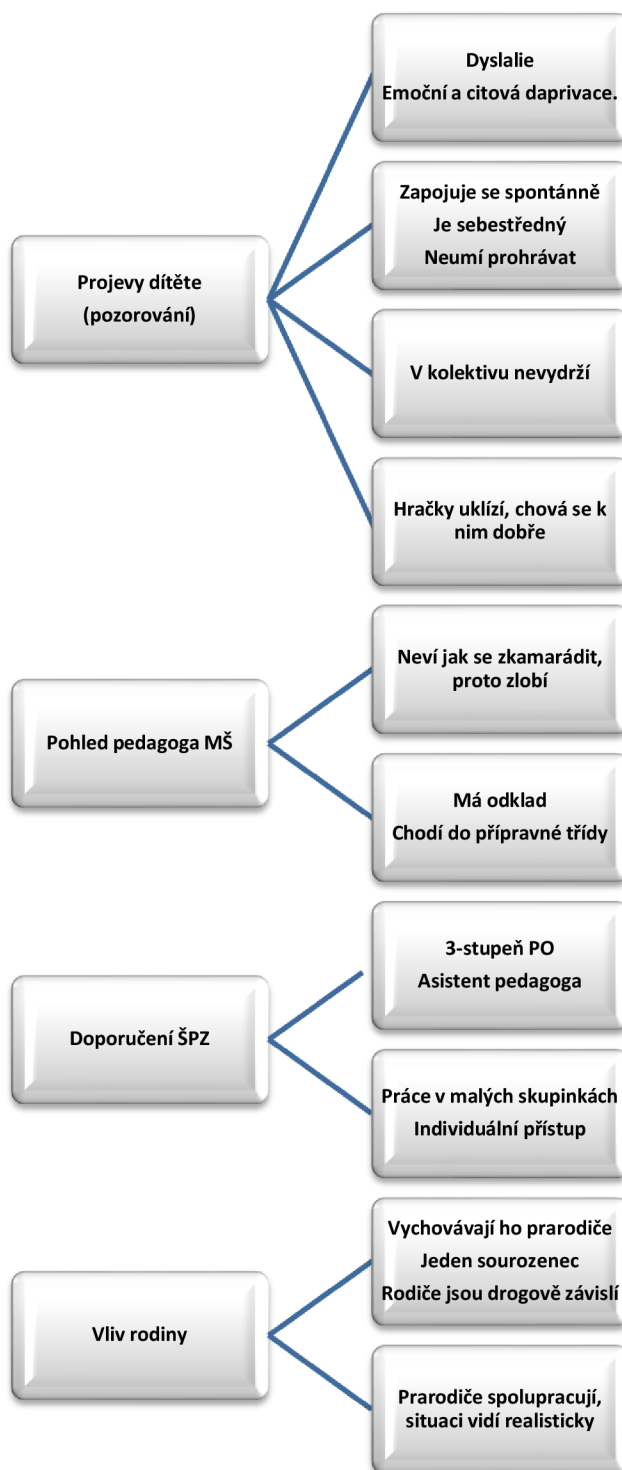 Projevy dítěte
(pozorování)
Dyslalie
Emoční a citová daprivace.
Zapojuje se spontánně
Je sebestředný
Neumí prohrávat
V kolektivu nevydrží
Hračky uklízí, chová se k
nim dobře
Pohled pedagoga MŠ
Neví jak se zkamarádit,
proto zlobí
Má odklad
Chodí do přípravné třídy
Doporučení ŠPZ
3-stupeň PO
Asistent pedagoga
Práce v malých skupinkách
Individuální přístup
Vliv rodiny
Vychovávají ho prarodiče
Jeden sourozenec
Rodiče jsou drogově závislí
Prarodiče spolupracují,
situaci vidí realisticky